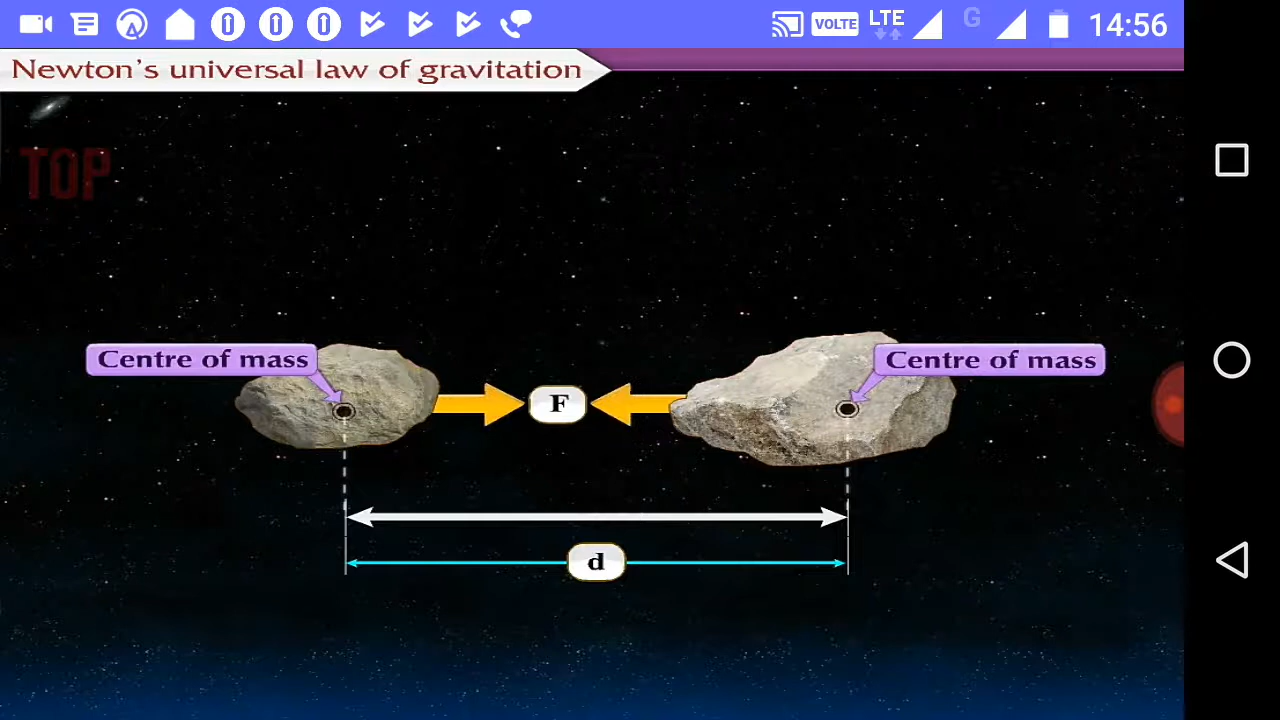 VOLTE LTE G 14:56
Newton's universal law of gravitation
TOP
Centre of mass
Centre of mass
F
d